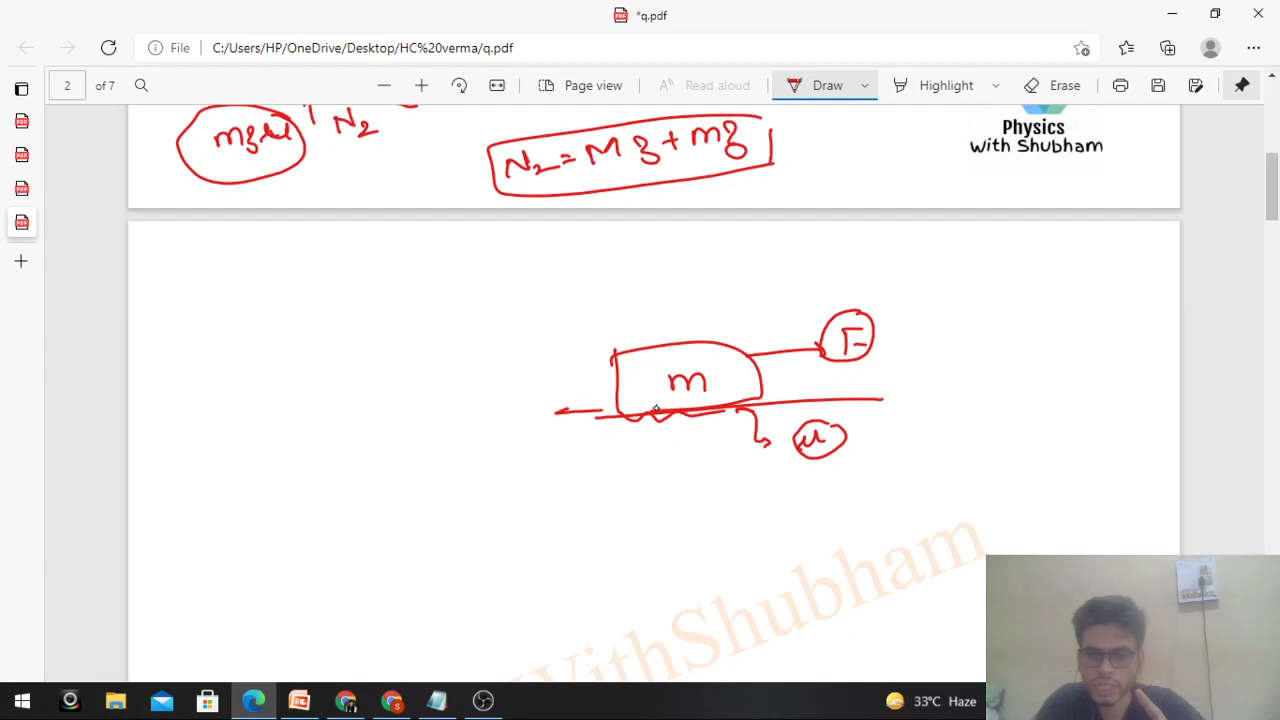 *q.pdf
File C:/Users/HP/OneDrive/Desktop/HC%20verma/q.pdf
2 of 7 Page view Read aloud Draw Highlight Erase
N₂
N₂ = Mg + mg
Physics
with Shubham
F
m
μ
WithShubham
33°C Haze